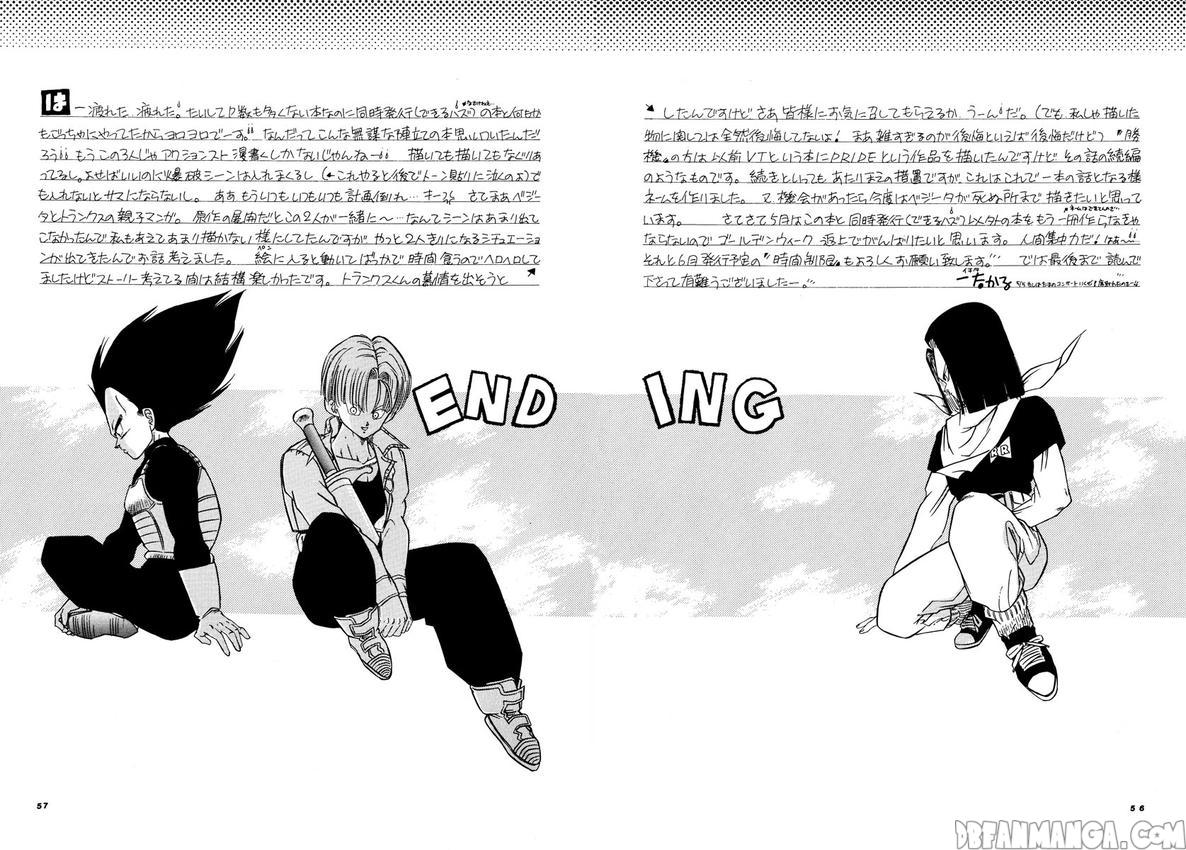 はー疲れた、疲れた。たいしてP数も多くない本なのに同時発行(できるハズ)の本と何もかも
もごっちゃにやってたからヨロヨロでーす。なんだってこんな無謀な陣立ての本思いついたんだ
ろう もうこの3人じゃアクションスト漫書くしかないじゃんねー 描いても描いてもなぐりあ
ってるし。よせばいいのに爆破シーンは入れまくるし(←これやると後でトーン貼りに泣くのよ)で
も入れないとサマにならないし。ああもういつもいつもいつも計画倒れ… さてまあベジー
タとトランクスの親子マンガ。原作の展開だとこの2人が一緒に〜…なんてシーンはあまり出て
こなかったんで私もあえてあまり描かない様にしてたんですがやっと2人きりになるシチュエーション
が出てきたんでお話考えました。絵に入ると動いてばっかで時間食うのでヘロヘロして
ましたけどストーリー考えてる間は結構楽しかったです。トランクスくんの慕情を出そうと
したんですけどさあ皆様にお気に召してもらえるか、うーんだ。(でも、私しゃ描いた
物に関しては全然後悔してないよ!まあ雑すぎるのが後悔といえば後悔だけど)『勝
機』の方は以前VTという本にPRIDEという作品を描いたんですけどその話の続編
のようなものです。続きといってもあたりまえの措置ですが、これはこれで一本の話となる様
ネームを作りました。又、機会があったら今度はベジータが死ぬ所まで描きたいと思って
います。さてさて5月はこの本と同時発行(できるハズ)以外の本をもう一冊作らなきゃ
ならないのでゴールデンウィーク返上でがんばりたいと思います。人間集中力だ!
それと6月発行予定の『時間制限』もよろしくお願い致します。では最後まで読んで
下さって有難うございましたー。
END ING
RR
57
56
DBFANMANGA.COM